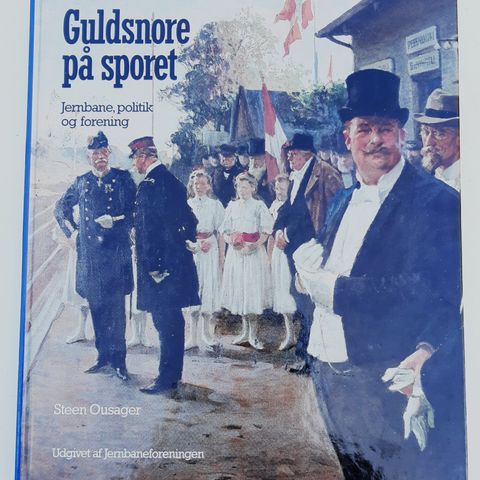 Guldsnore
på sporet
Jernbane, politik
og forening
Steen Ousager
Udgivet af Jernbaneforeningen